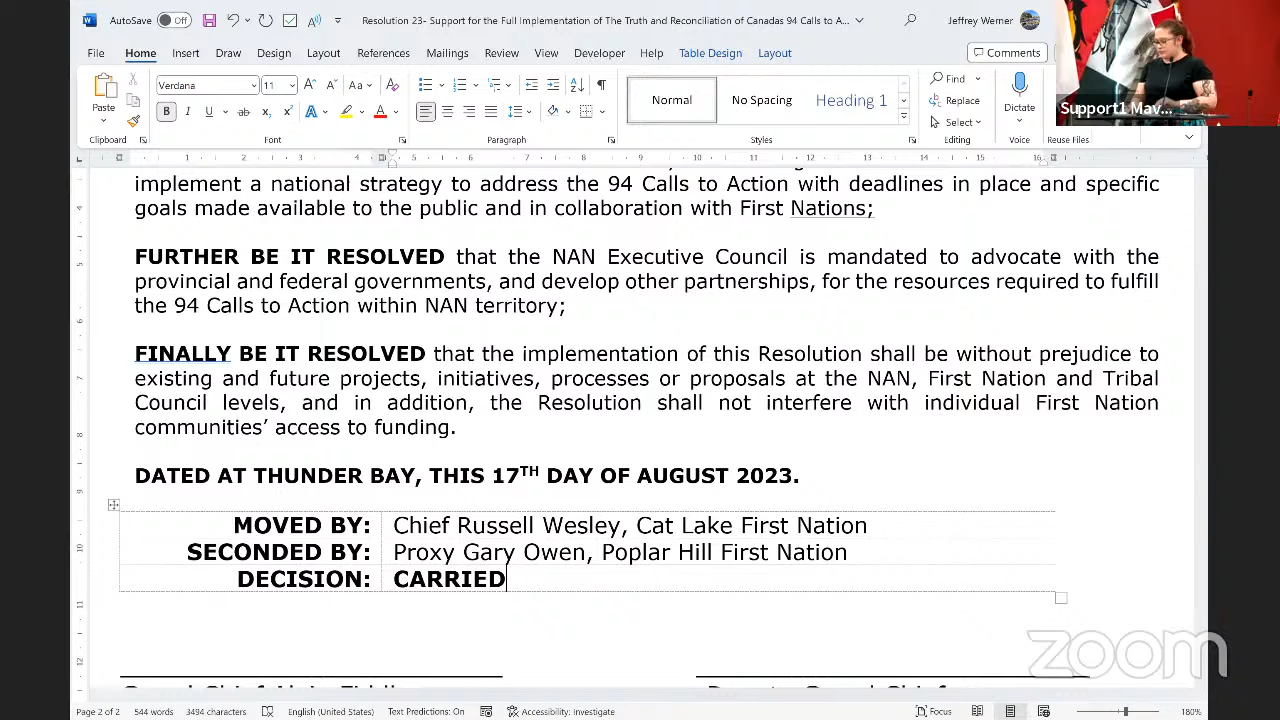 AutoSave Off Resolution 23- Support for the Full Implementation of The Truth and Reconciliation of Canadas 94 Calls to A... Jeffrey Werner
File Home Insert Draw Design Layout References Mailings Review View Developer Help Table Design Layout Comments
Paste Verdana 11 Normal No Spacing Heading 1 Find Replace Select Dictate
Clipboard Font Paragraph Styles Editing Voice Reuse Files
Support1 Mav...
implement a national strategy to address the 94 Calls to Action with deadlines in place and specific
goals made available to the public and in collaboration with First Nations;
FURTHER BE IT RESOLVED that the NAN Executive Council is mandated to advocate with the
provincial and federal governments, and develop other partnerships, for the resources required to fulfill
the 94 Calls to Action within NAN territory;
FINALLY BE IT RESOLVED that the implementation of this Resolution shall be without prejudice to
existing and future projects, initiatives, processes or proposals at the NAN, First Nation and Tribal
Council levels, and in addition, the Resolution shall not interfere with individual First Nation
communities’ access to funding.
DATED AT THUNDER BAY, THIS 17TH DAY OF AUGUST 2023.
MOVED BY: Chief Russell Wesley, Cat Lake First Nation
SECONDED BY: Proxy Gary Owen, Poplar Hill First Nation
DECISION: CARRIED
zoom
Page 2 of 2 544 words 3494 characters English (United States) Text Predictions: On Accessibility: Investigate Focus 180%